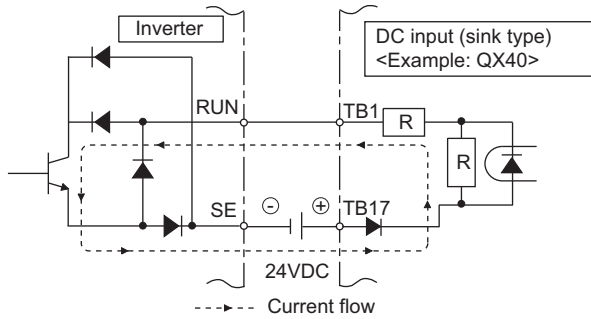 Inverter
DC input (sink type)
<Example: QX40>
RUN
TB1
R
R
SE
⊖
⊕
TB17
24VDC
Current flow